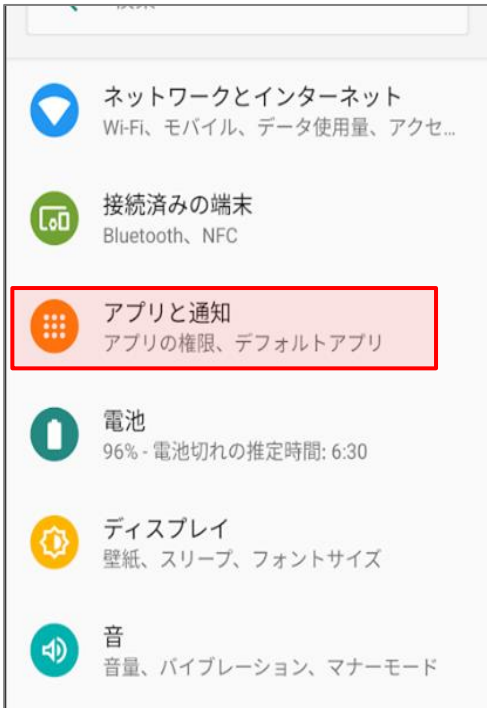 ネットワークとインターネット
Wi-Fi、モバイル、データ使用量、アクセ...
接続済みの端末
Bluetooth、NFC
アプリと通知
アプリの権限、デフォルトアプリ
電池
96% - 電池切れの推定時間: 6:30
ディスプレイ
壁紙、スリープ、フォントサイズ
音
音量、バイブレーション、マナーモード